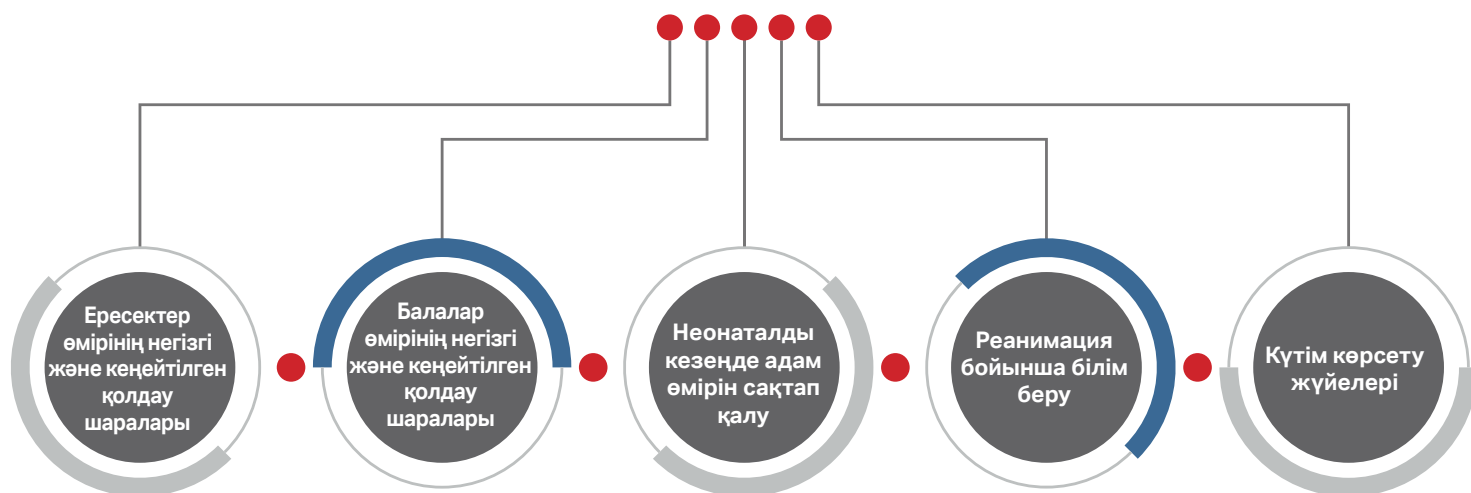 Ересектер
өмірінің негізгі
және кеңейтілген
қолдау
шаралары
Балалар
өмірінің негізгі
және кеңейтілген
қолдау
шаралары
Неонаталды
кезеңде адам
өмірін сақтап
қалу
Реанимация
бойынша білім
беру
Күтім көрсету
жүйелері